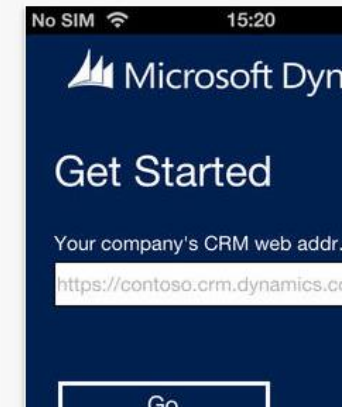 No SIM 15:20
Microsoft Dyn
Get Started
Your company's CRM web addr.
https://contoso.crm.dynamics.co
Go